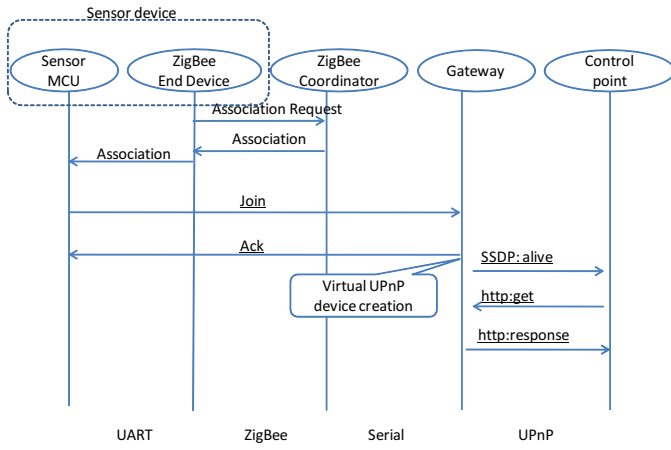 Sensor device
Sensor
MCU
ZigBee
End Device
ZigBee
Coordinator
Gateway
Control
point
Association Request
Association
Association
Join
Ack
SSDP: alive
Virtual UPnP
device creation
http:get
http:response
UART
ZigBee
Serial
UPnP